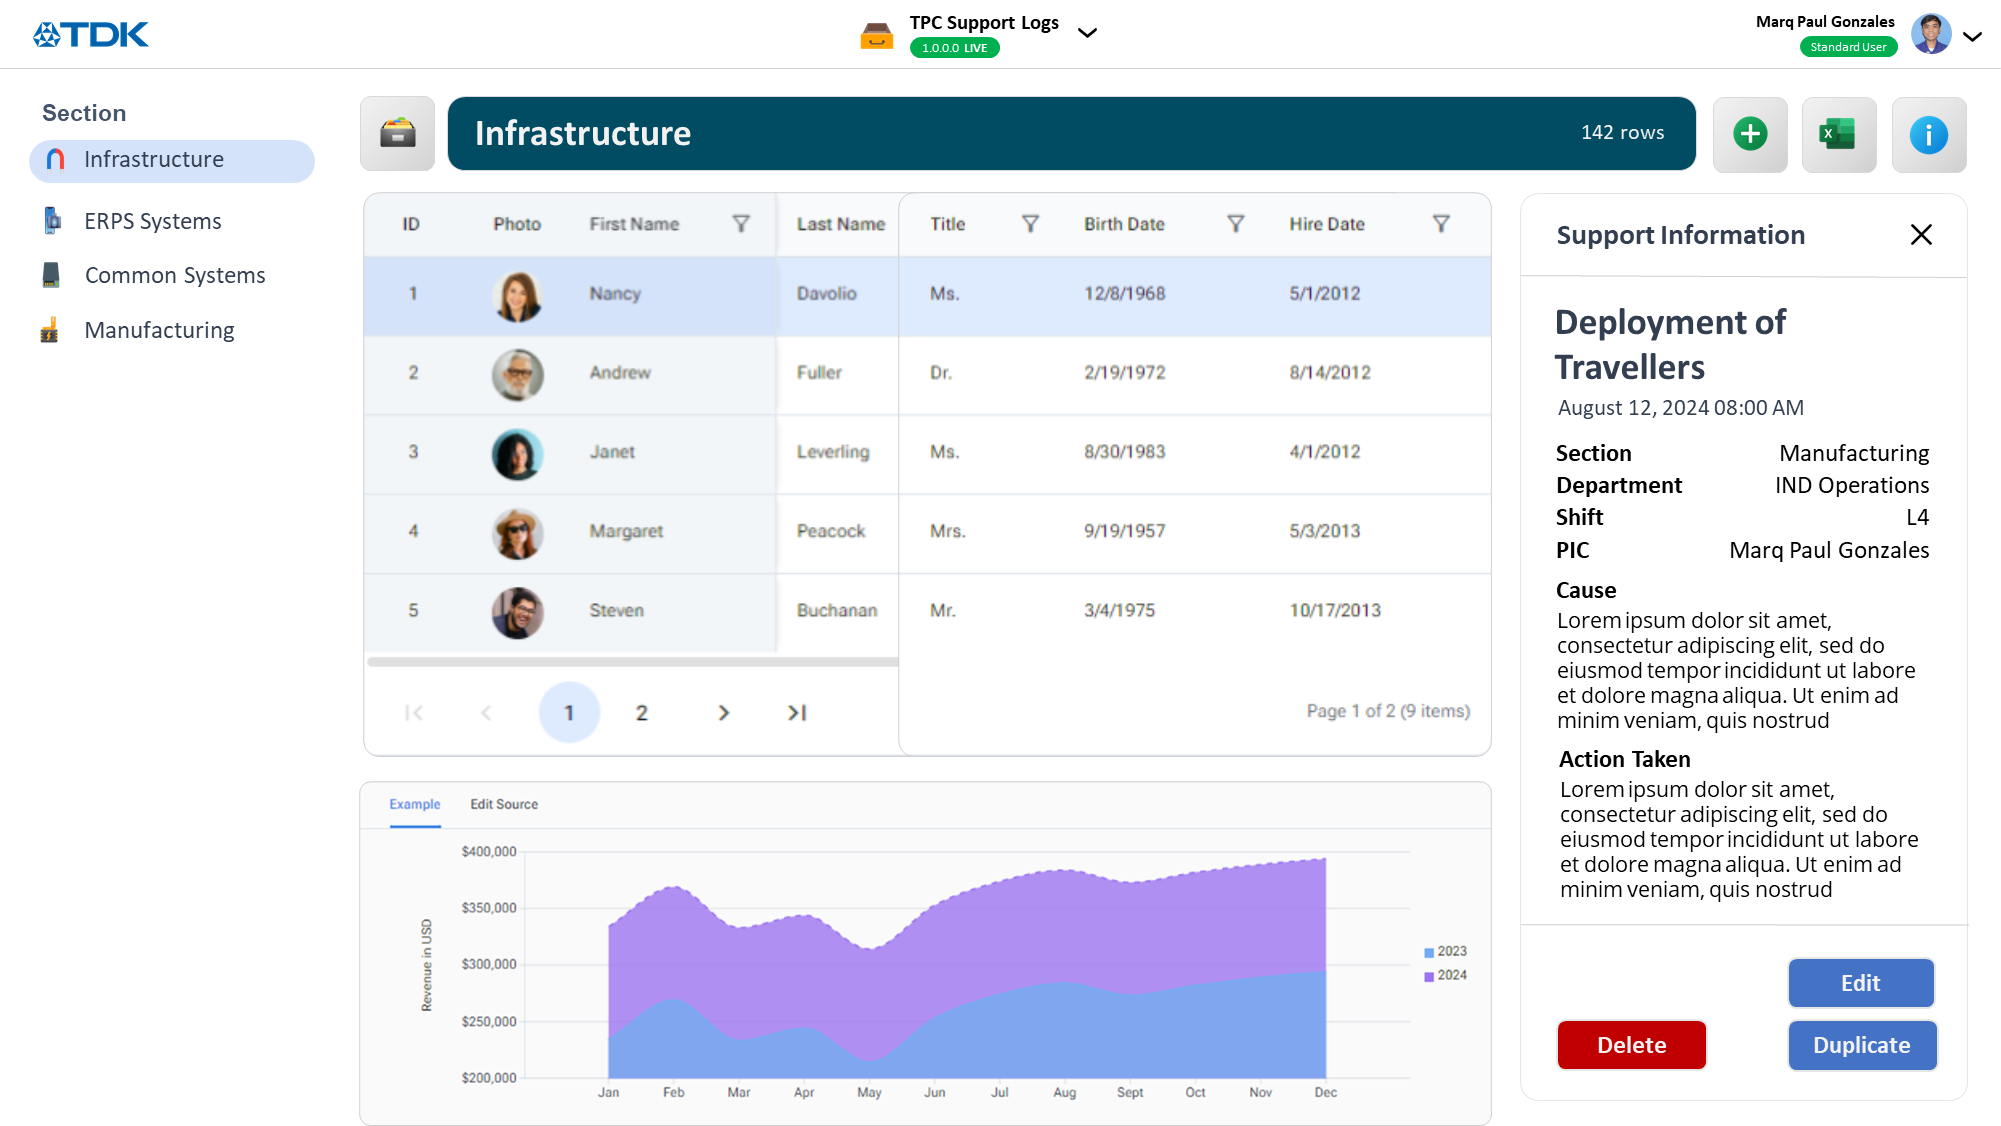 TDK
TPC Support Logs
1.0.0.0 LIVE
Marq Paul Gonzales
Standard User
Section
Infrastructure
ERPS Systems
Common Systems
Manufacturing
Infrastructure
142 rows
ID Photo First Name Last Name Title Birth Date Hire Date
1 Nancy Davolio Ms. 12/8/1968 5/1/2012
2 Andrew Fuller Dr. 2/19/1972 8/14/2012
3 Janet Leverling Ms. 8/30/1983 4/1/2012
4 Margaret Peacock Mrs. 9/19/1957 5/3/2013
5 Steven Buchanan Mr. 3/4/1975 10/17/2013
1 2
Page 1 of 2 (9 items)
Example Edit Source
Revenue in USD
$400,000
$350,000
$300,000
$250,000
$200,000
Jan Feb Mar Apr May Jun Jul Aug Sept Oct Nov Dec
2023
2024
Support Information
Deployment of
Travellers
August 12, 2024 08:00 AM
Section Manufacturing
Department IND Operations
Shift L4
PIC Marq Paul Gonzales
Cause
Lorem ipsum dolor sit amet,
consectetur adipiscing elit, sed do
eiusmod tempor incididunt ut labore
et dolore magna aliqua. Ut enim ad
minim veniam, quis nostrud
Action Taken
Lorem ipsum dolor sit amet,
consectetur adipiscing elit, sed do
eiusmod tempor incididunt ut labore
et dolore magna aliqua. Ut enim ad
minim veniam, quis nostrud
Edit
Delete
Duplicate